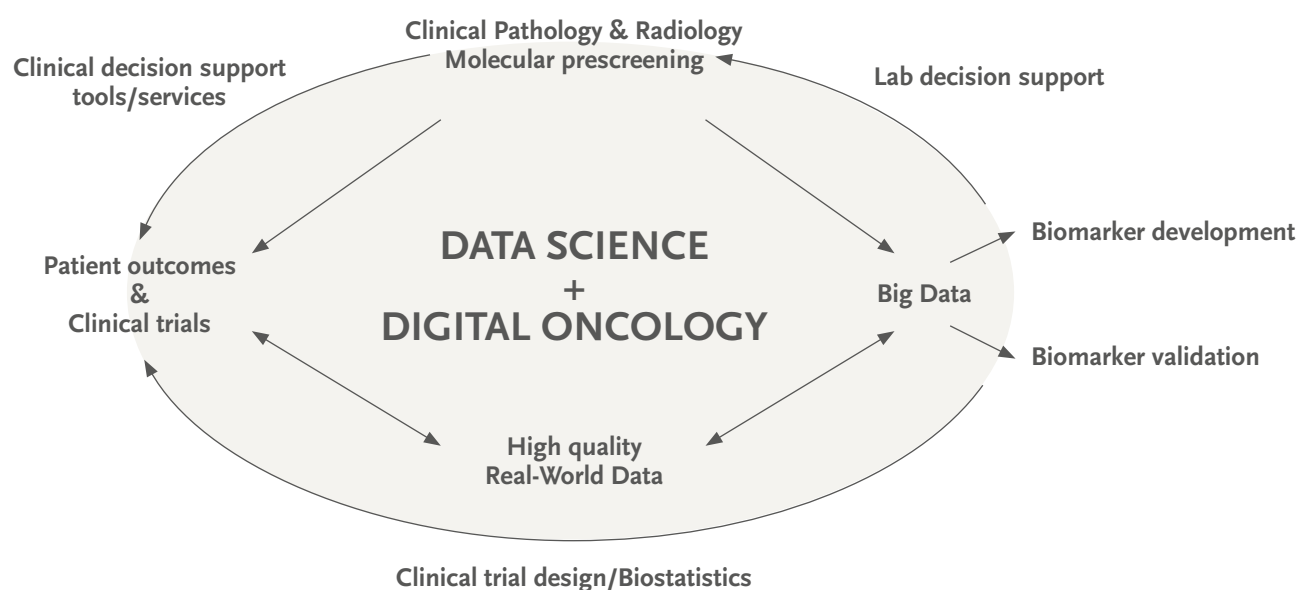 Clinical Pathology & Radiology
Molecular prescreening
Clinical decision support
tools/services
Lab decision support
Biomarker development
DATA SCIENCE
+
DIGITAL ONCOLOGY
Patient outcomes
&
Clinical trials
Big Data
Biomarker validation
High quality
Real-World Data
Clinical trial design/Biostatistics